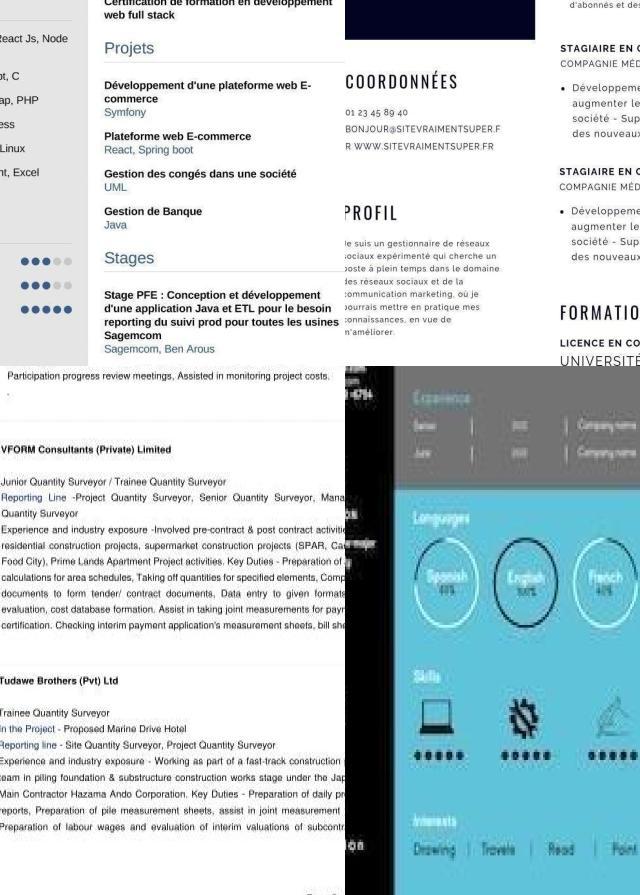 Certification de formation en développement
web full stack
React Js, Node
pt, C
ap, PHP
ess
Linux
nt, Excel
Projets
Développement d'une plateforme web E-
commerce
Symfony
Plateforme web E-commerce
React, Spring boot
Gestion des congés dans une société
UML
Gestion de Banque
Java
Stages
Stage PFE : Conception et développement
d'une application Java et ETL pour le besoin
reporting du suivi prod pour toutes les usines
Sagemcom
Sagemcom, Ben Arous
COORDONNÉES
01 23 45 89 40
BONJOUR@SITEVRAIMENTSUPER.F
R WWW.SITEVRAIMENTSUPER.FR
PROFIL
Je suis un gestionnaire de réseaux
sociaux expérimenté qui cherche un
poste à plein temps dans le domaine
des réseaux sociaux et de la
communication marketing, où je
pourrais mettre en pratique mes
connaissances, en vue de
m'améliorer.
d'abonnés et des
STAGIAIRE EN C
COMPAGNIE MÉD
• Développeme
augmenter le
société - Sup
des nouveaux
STAGIAIRE EN C
COMPAGNIE MÉD
• Développeme
augmenter le
société - Sup
des nouveaux
FORMATIO
LICENCE EN CO
UNIVERSITÉ
Participation progress review meetings, Assisted in monitoring project costs.
.
VFORM Consultants (Private) Limited
Junior Quantity Surveyor / Trainee Quantity Surveyor
Reporting Line -Project Quantity Surveyor, Senior Quantity Surveyor, Mana
Quantity Surveyor
Experience and industry exposure -Involved pre-contract & post contract activiti
residential construction projects, supermarket construction projects (SPAR, Ca
Food City), Prime Lands Apartment Project activities. Key Duties - Preparation of
calculations for area schedules, Taking off quantities for specified elements, Comp
documents to form tender/ contract documents, Data entry to given formats
evaluation, cost database formation. Assist in taking joint measurements for payr
certification. Checking interim payment application's measurement sheets, bill she
Tudawe Brothers (Pvt) Ltd
Trainee Quantity Surveyor
In the Project - Proposed Marine Drive Hotel
Reporting line - Site Quantity Surveyor, Project Quantity Surveyor
Experience and industry exposure - Working as part of a fast-track construction
team in piling foundation & substructure construction works stage under the Jap
Main Contractor Hazama Ando Corporation. Key Duties - Preparation of daily pr
reports, Preparation of pile measurement sheets, assist in joint measurement
Preparation of labour wages and evaluation of interim valuations of subcontr
Experience
Senior | | Company name
June | | Company name
Languages
Spanish
English
100%
French
Skills
Interests
Drawing | Travels | Read | Paint